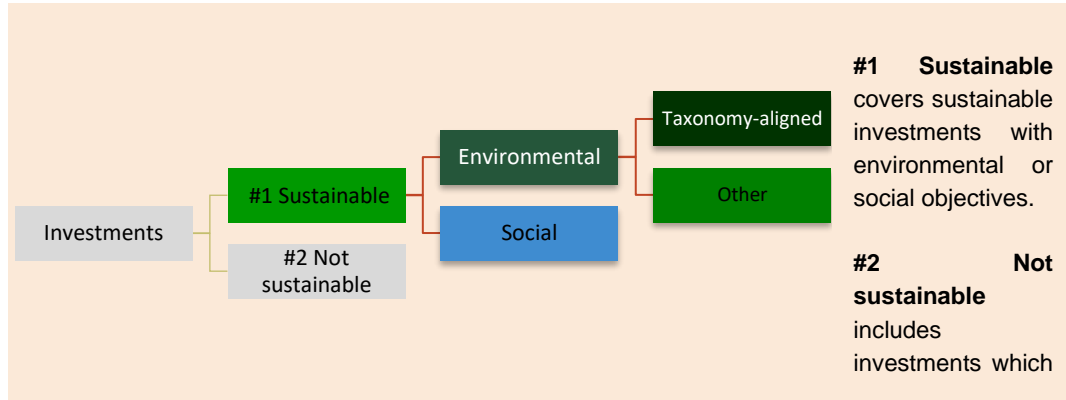 Investments
#1 Sustainable
#2 Not
sustainable
Environmental
Social
Taxonomy-aligned
Other
#1 Sustainable
covers sustainable
investments with
environmental or
social objectives.
#2 Not
sustainable
includes
investments which